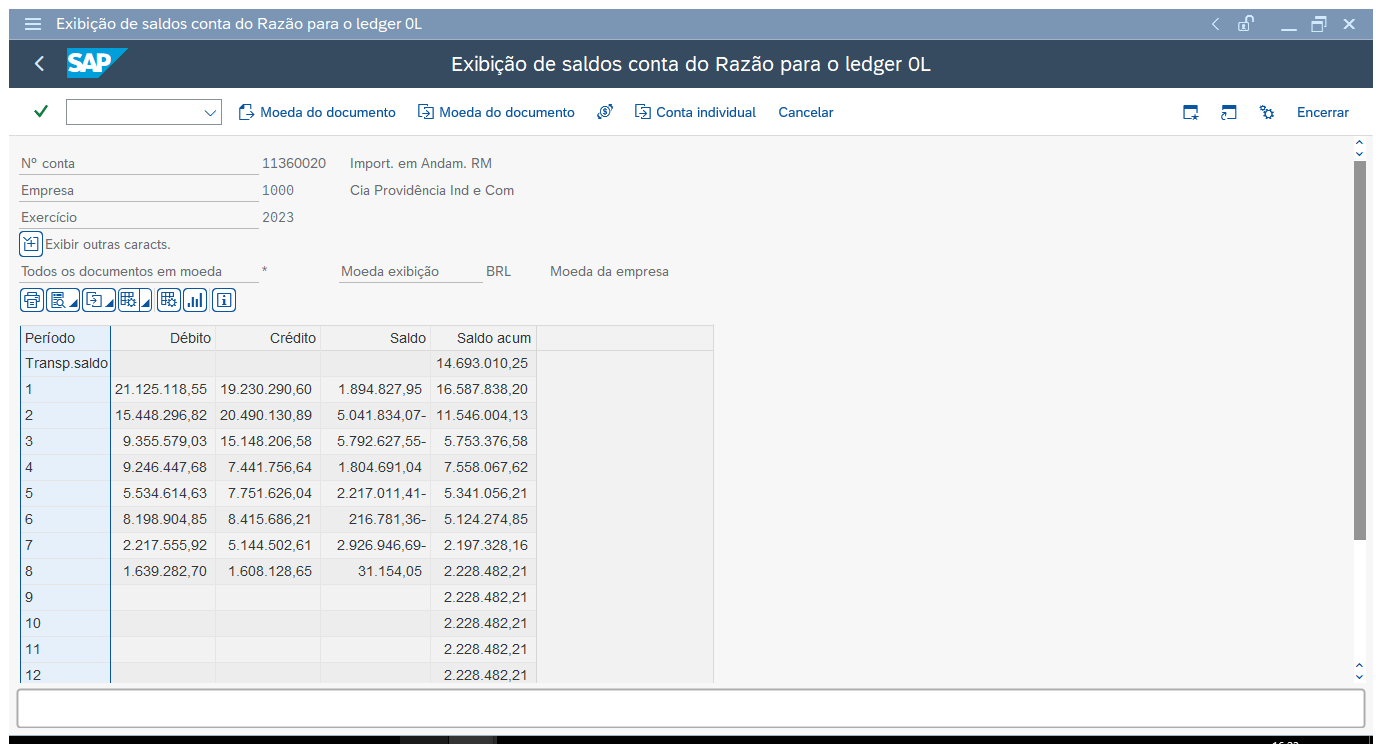 Exibição de saldos conta do Razão para o ledger 0L
SAP Exibição de saldos conta do Razão para o ledger 0L
Moeda do documento Moeda do documento Conta individual Cancelar Encerrar
Nº conta 11360020 Import. em Andam. RM
Empresa 1000 Cia Providência Ind e Com
Exercício 2023
Exibir outras caracts.
Todos os documentos em moeda * Moeda exibição BRL Moeda da empresa
Período Débito Crédito Saldo Saldo acum
Transp.saldo 14.693.010,25
1 21.125.118,55 19.230.290,60 1.894.827,95 16.587.838,20
2 15.448.296,82 20.490.130,89 5.041.834,07- 11.546.004,13
3 9.355.579,03 15.148.206,58 5.792.627,55- 5.753.376,58
4 9.246.447,68 7.441.756,64 1.804.691,04 7.558.067,62
5 5.534.614,63 7.751.626,04 2.217.011,41- 5.341.056,21
6 8.198.904,85 8.415.686,21 216.781,36- 5.124.274,85
7 2.217.555,92 5.144.502,61 2.926.946,69- 2.197.328,16
8 1.639.282,70 1.608.128,65 31.154,05 2.228.482,21
9 2.228.482,21
10 2.228.482,21
11 2.228.482,21
12 2.228.482,21